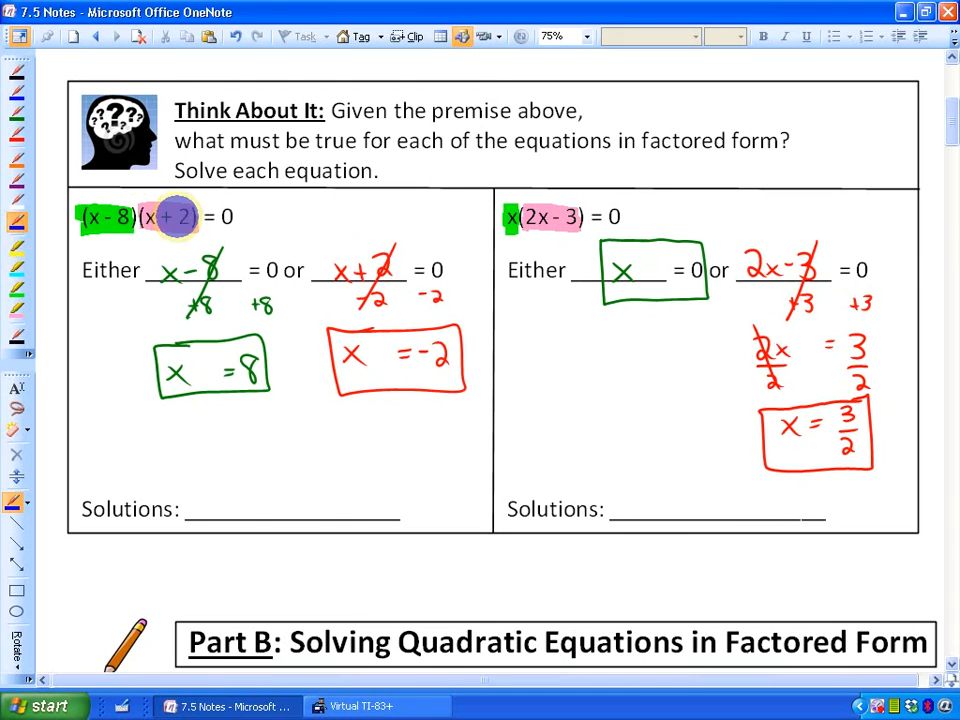 7.5 Notes - Microsoft Office OneNote
Task Tag Clip 75% B I U
Think About It: Given the premise above,
what must be true for each of the equations in factored form?
Solve each equation.
(x - 8)(x + 2) = 0
Either x - 8 = 0 or x + 2 = 0
+8 +8 -2 -2
x = 8 x = -2
Solutions: ____________________
x(2x - 3) = 0
Either x = 0 or 2x - 3 = 0
+3 +3
2x/2 = 3/2
x = 3/2
Solutions: ____________________
Part B: Solving Quadratic Equations in Factored Form
A
Rotate
start 7.5 Notes - Microsoft ... Virtual TI-83+